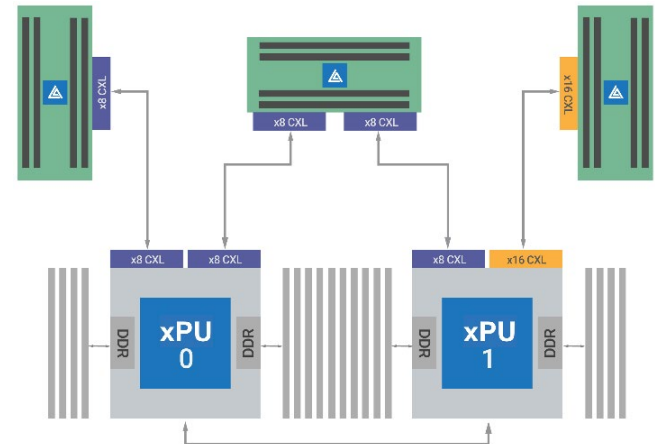 x8 CXL
x8 CXL
x8 CXL
x16 CXL
x8 CXL
x8 CXL
x8 CXL
x16 CXL
DDR
xPU
0
DDR
DDR
xPU
1
DDR